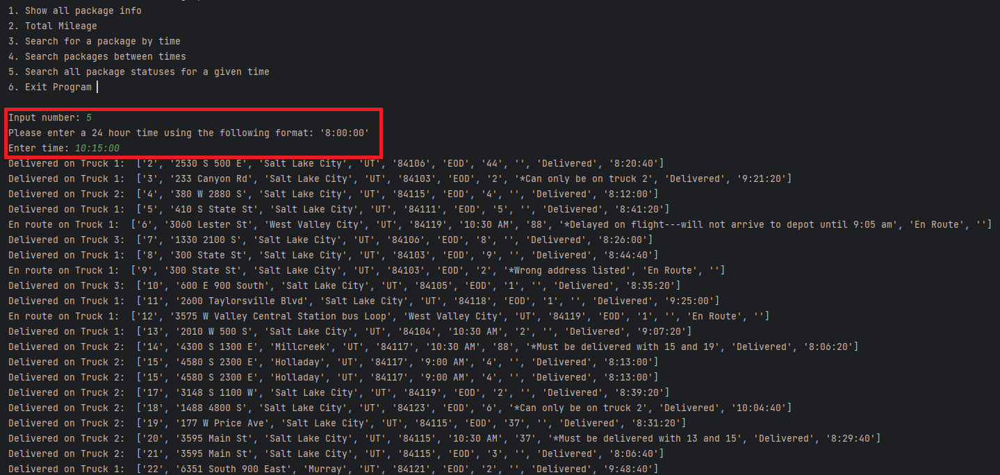 1. Show all package info
2. Total Mileage
3. Search for a package by time
4. Search packages between times
5. Search all package statuses for a given time
6. Exit Program
Input number: 5
Please enter a 24 hour time using the following format: '8:00:00'
Enter time: 10:15:00
Delivered on Truck 1:  ['2', '2530 S 500 E', 'Salt Lake City', 'UT', '84106', 'EOD', '44', '', 'Delivered', '8:20:40']
Delivered on Truck 1:  ['3', '233 Canyon Rd', 'Salt Lake City', 'UT', '84103', 'EOD', '2', '*Can only be on truck 2', 'Delivered', '9:21:20']
Delivered on Truck 2:  ['4', '380 W 2880 S', 'Salt Lake City', 'UT', '84115', 'EOD', '4', '', 'Delivered', '8:12:00']
Delivered on Truck 1:  ['5', '410 S State St', 'Salt Lake City', 'UT', '84111', 'EOD', '5', '', 'Delivered', '8:41:20']
En route on Truck 1:  ['6', '3060 Lester St', 'West Valley City', 'UT', '84119', '10:30 AM', '88', '*Delayed on flight---will not arrive to depot until 9:05 am', 'En Route', '']
Delivered on Truck 3:  ['7', '1330 2100 S', 'Salt Lake City', 'UT', '84106', 'EOD', '8', '', 'Delivered', '8:26:00']
Delivered on Truck 1:  ['8', '300 State St', 'Salt Lake City', 'UT', '84103', 'EOD', '9', '', 'Delivered', '8:44:40']
En route on Truck 1:  ['9', '300 State St', 'Salt Lake City', 'UT', '84103', 'EOD', '2', '*Wrong address listed', 'En Route', '']
Delivered on Truck 3:  ['10', '600 E 900 South', 'Salt Lake City', 'UT', '84105', 'EOD', '1', '', 'Delivered', '8:35:20']
Delivered on Truck 1:  ['11', '2600 Taylorsville Blvd', 'Salt Lake City', 'UT', '84118', 'EOD', '1', '', 'Delivered', '9:25:00']
En route on Truck 1:  ['12', '3575 W Valley Central Station bus Loop', 'West Valley City', 'UT', '84119', 'EOD', '1', '', 'En Route', '']
Delivered on Truck 1:  ['13', '2010 W 500 S', 'Salt Lake City', 'UT', '84104', '10:30 AM', '2', '', 'Delivered', '9:07:20']
Delivered on Truck 2:  ['14', '4300 S 1300 E', 'Millcreek', 'UT', '84117', '10:30 AM', '88', '*Must be delivered with 15 and 19', 'Delivered', '8:06:20']
Delivered on Truck 2:  ['15', '4580 S 2300 E', 'Holladay', 'UT', '84117', '9:00 AM', '4', '', 'Delivered', '8:13:00']
Delivered on Truck 2:  ['15', '4580 S 2300 E', 'Holladay', 'UT', '84117', '9:00 AM', '4', '', 'Delivered', '8:13:00']
Delivered on Truck 2:  ['17', '3148 S 1100 W', 'Salt Lake City', 'UT', '84119', 'EOD', '2', '', 'Delivered', '8:39:20']
Delivered on Truck 2:  ['18', '1488 4800 S', 'Salt Lake City', 'UT', '84123', 'EOD', '6', '*Can only be on truck 2', 'Delivered', '10:04:40']
Delivered on Truck 2:  ['19', '177 W Price Ave', 'Salt Lake City', 'UT', '84115', 'EOD', '37', '', 'Delivered', '8:31:20']
Delivered on Truck 2:  ['20', '3595 Main St', 'Salt Lake City', 'UT', '84115', '10:30 AM', '37', '*Must be delivered with 13 and 15', 'Delivered', '8:29:40']
Delivered on Truck 2:  ['21', '3595 Main St', 'Salt Lake City', 'UT', '84115', 'EOD', '3', '', 'Delivered', '8:06:40']
Delivered on Truck 1:  ['22', '6351 South 900 East', 'Murray', 'UT', '84121', 'EOD', '2', '', 'Delivered', '9:48:40']